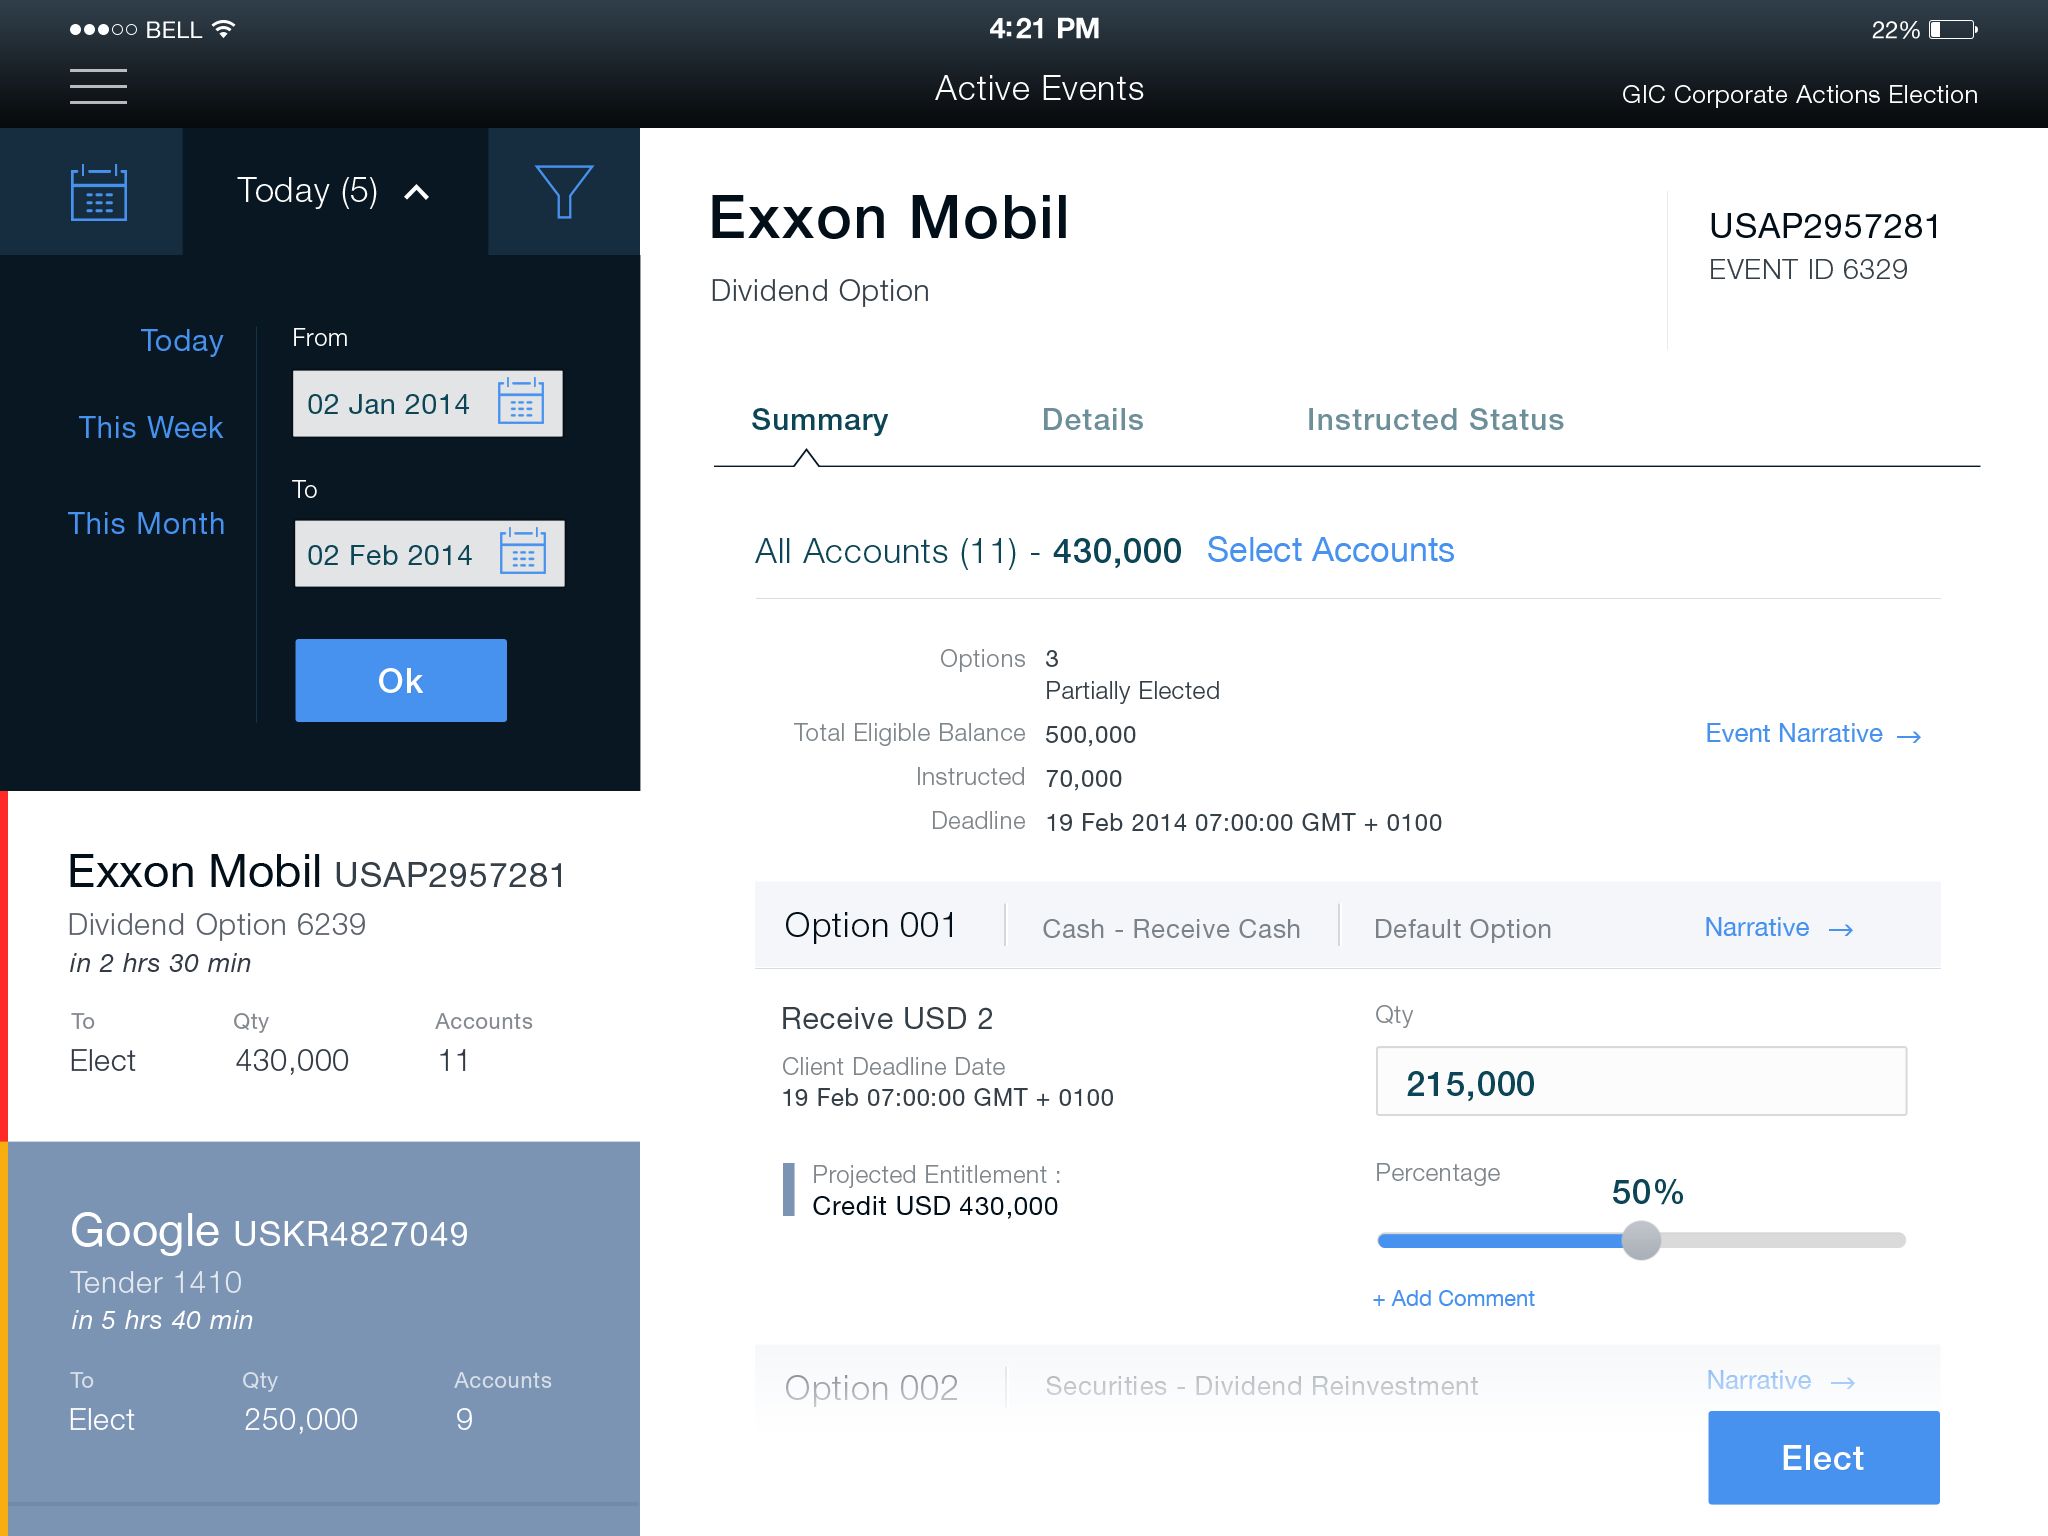 BELL
4:21 PM
22%
Active Events
GIC Corporate Actions Election
Today (5)
Today
This Week
This Month
From
02 Jan 2014
To
02 Feb 2014
Ok
Exxon Mobil USAP2957281
Dividend Option 6239
in 2 hrs 30 min
To Qty Accounts
Elect 430,000 11
Google USKR4827049
Tender 1410
in 5 hrs 40 min
To Qty Accounts
Elect 250,000 9
Exxon Mobil
Dividend Option
USAP2957281
EVENT ID 6329
Summary Details Instructed Status
All Accounts (11) - 430,000 Select Accounts
Options 3
Partially Elected
Total Eligible Balance 500,000
Event Narrative →
Instructed 70,000
Deadline 19 Feb 2014 07:00:00 GMT + 0100
Option 001 Cash - Receive Cash Default Option Narrative →
Receive USD 2
Client Deadline Date
19 Feb 07:00:00 GMT + 0100
Projected Entitlement :
Credit USD 430,000
Qty
215,000
Percentage
50%
+ Add Comment
Option 002 Securities - Dividend Reinvestment Narrative →
Elect